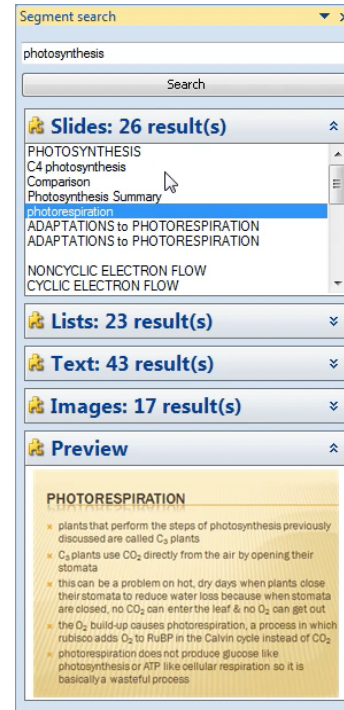 Segment search
photosynthesis
Search
Slides: 26 result(s)
PHOTOSYNTHESIS
C4 photosynthesis
Comparison
Photosynthesis Summary
photorespiration
ADAPTATIONS to PHOTORESPIRATION
ADAPTATIONS to PHOTORESPIRATION
NONCYCLIC ELECTRON FLOW
CYCLIC ELECTRON FLOW
Lists: 23 result(s)
Text: 43 result(s)
Images: 17 result(s)
Preview
PHOTORESPIRATION
plants that perform the steps of photosynthesis previously
discussed are called C₃ plants
C₃ plants use CO₂ directly from the air by opening their
stomata
this can be a problem on hot, dry days when plants close
their stomata to reduce water loss because when stomata
are closed, no CO₂ can enter the leaf & no O₂ can get out
the O₂ build-up causes photorespiration, a process in which
rubisco adds O₂ to RuBP in the Calvin cycle instead of CO₂
photorespiration does not produce glucose like
photosynthesis or ATP like cellular respiration so it is
basically a wasteful process